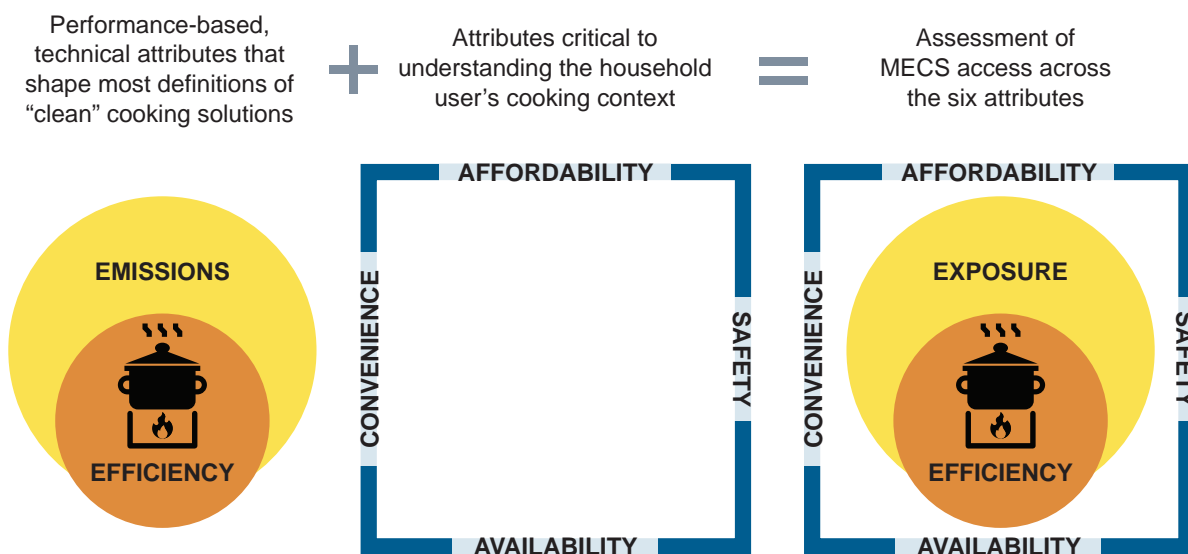 Performance-based,
technical attributes that
shape most definitions of
“clean” cooking solutions
Attributes critical to
understanding the household
user’s cooking context
Assessment of
MECS access across
the six attributes
EMISSIONS
EFFICIENCY
AFFORDABILITY
CONVENIENCE
SAFETY
AVAILABILITY
AFFORDABILITY
CONVENIENCE
EXPOSURE
EFFICIENCY
SAFETY
AVAILABILITY